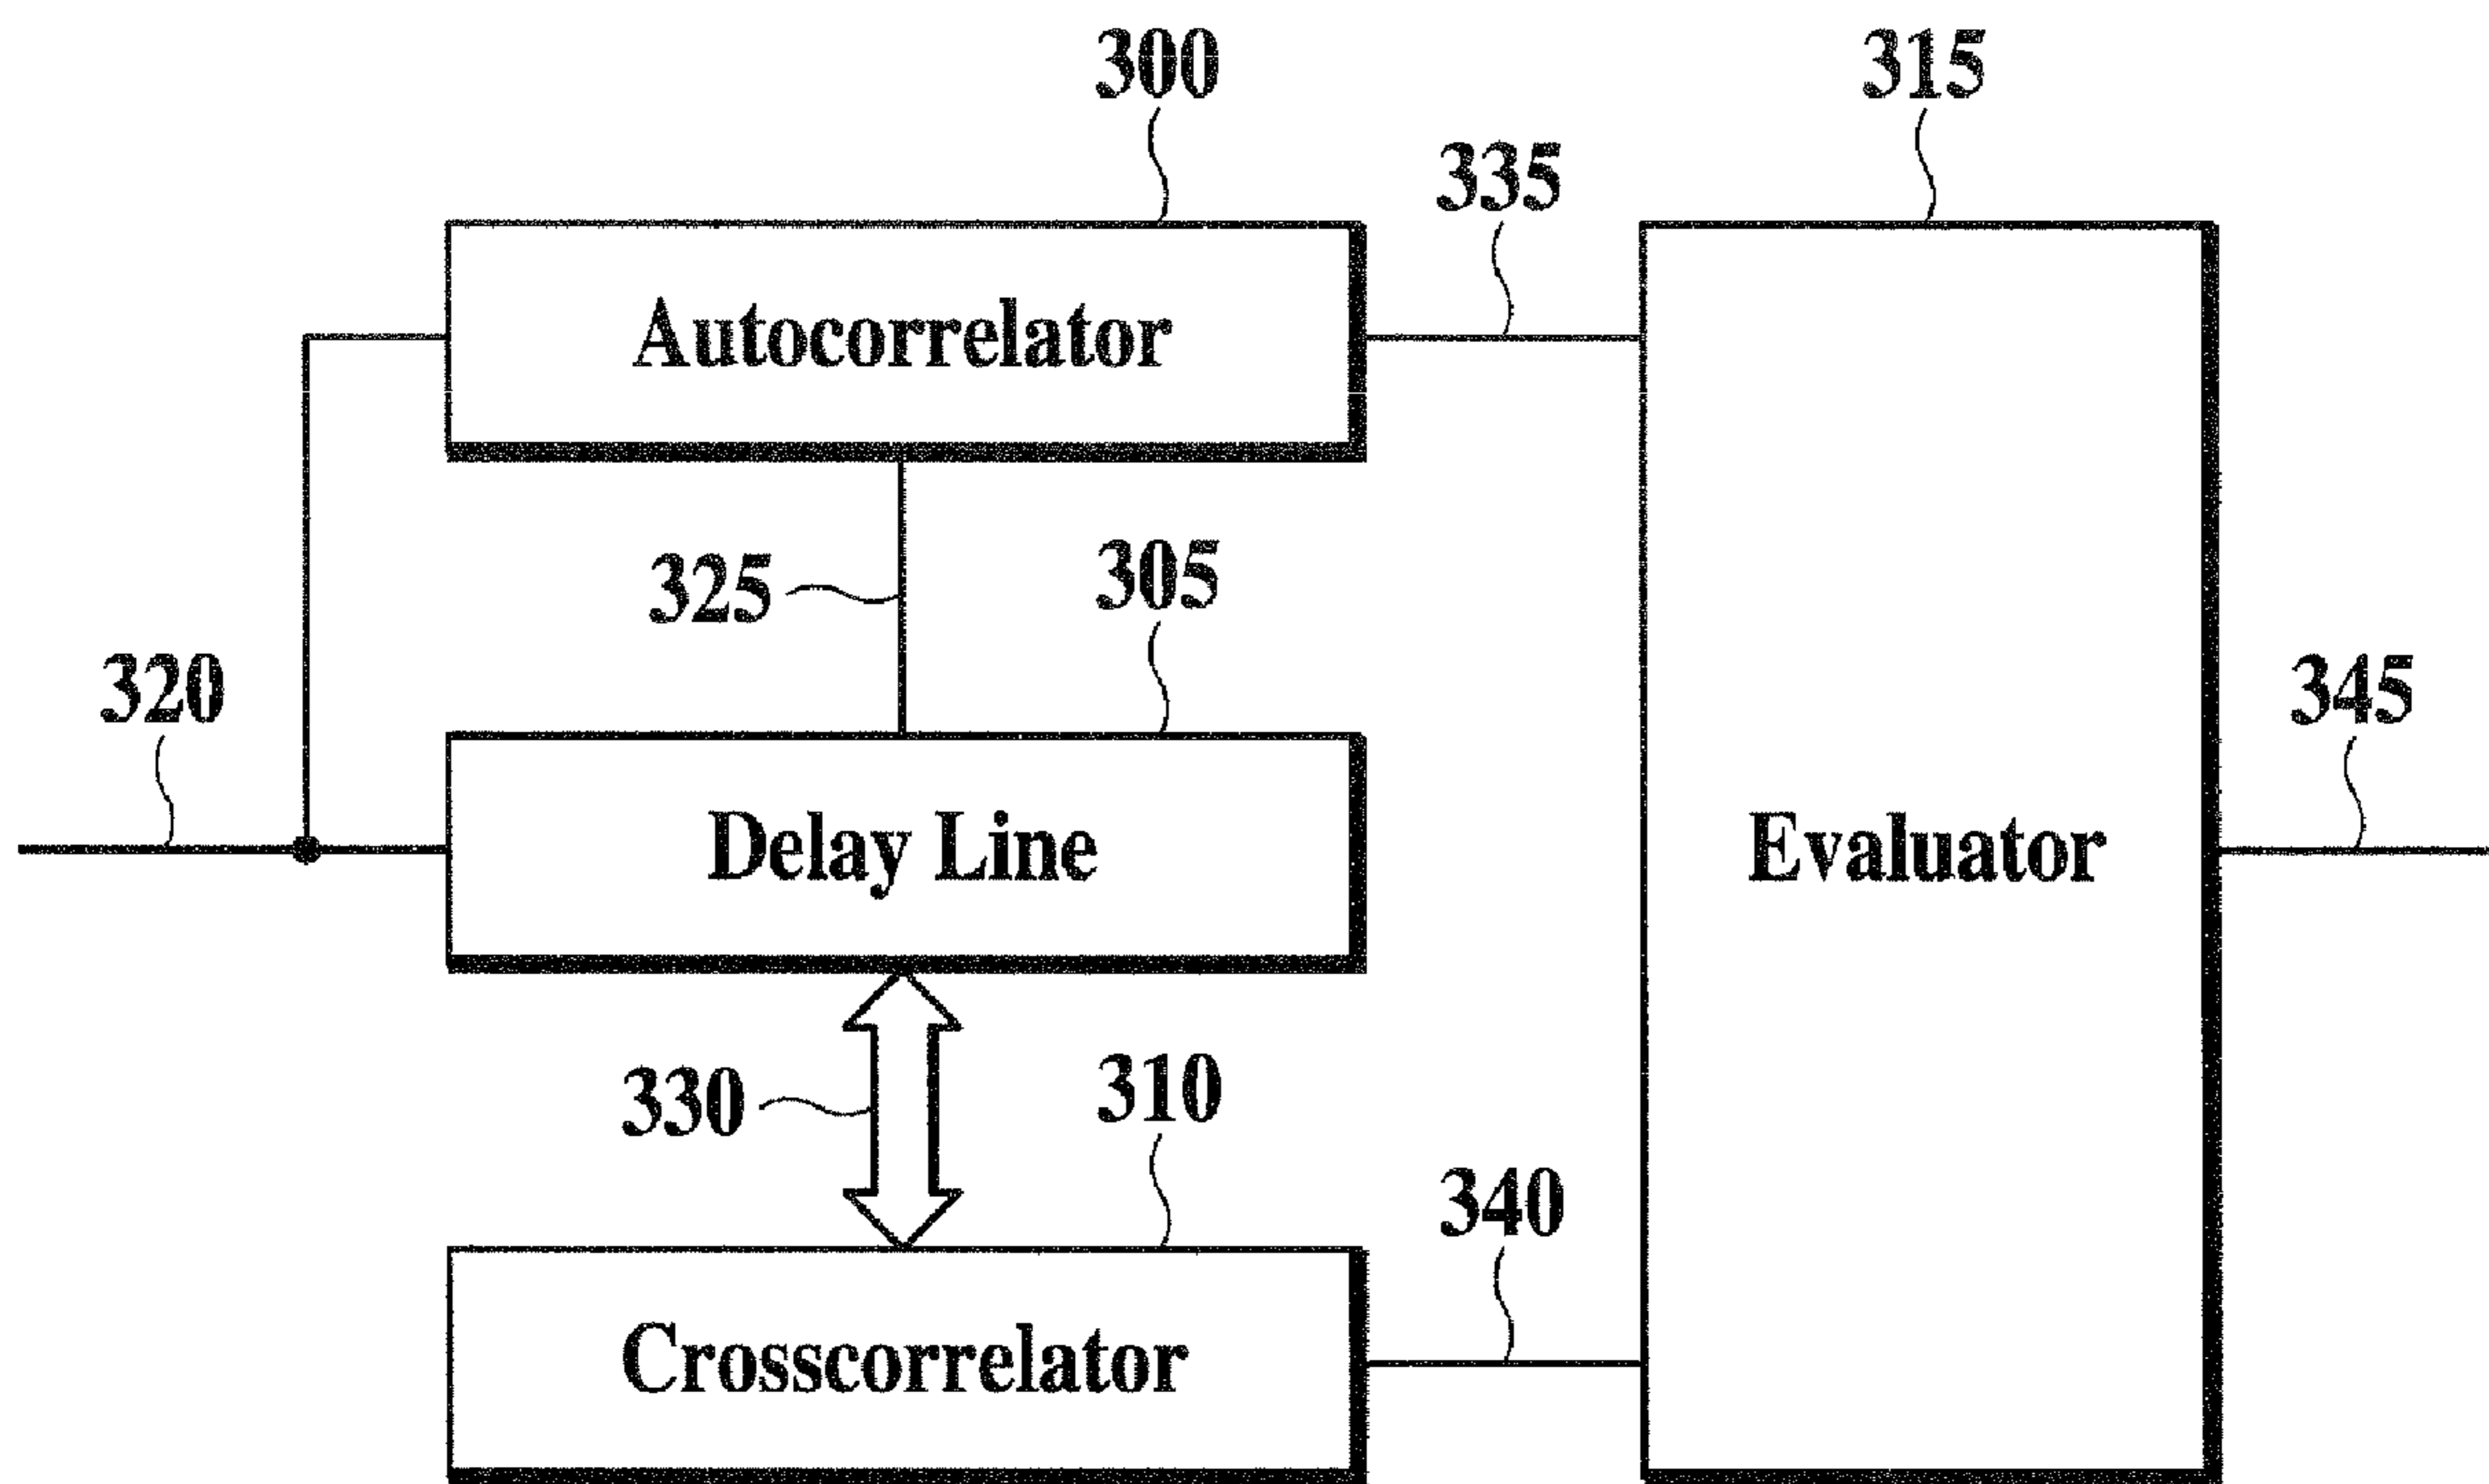 300
315
335
Autocorrelator
325
305
320
345
Delay Line
Evaluator
330
310
340
Crosscorrelator